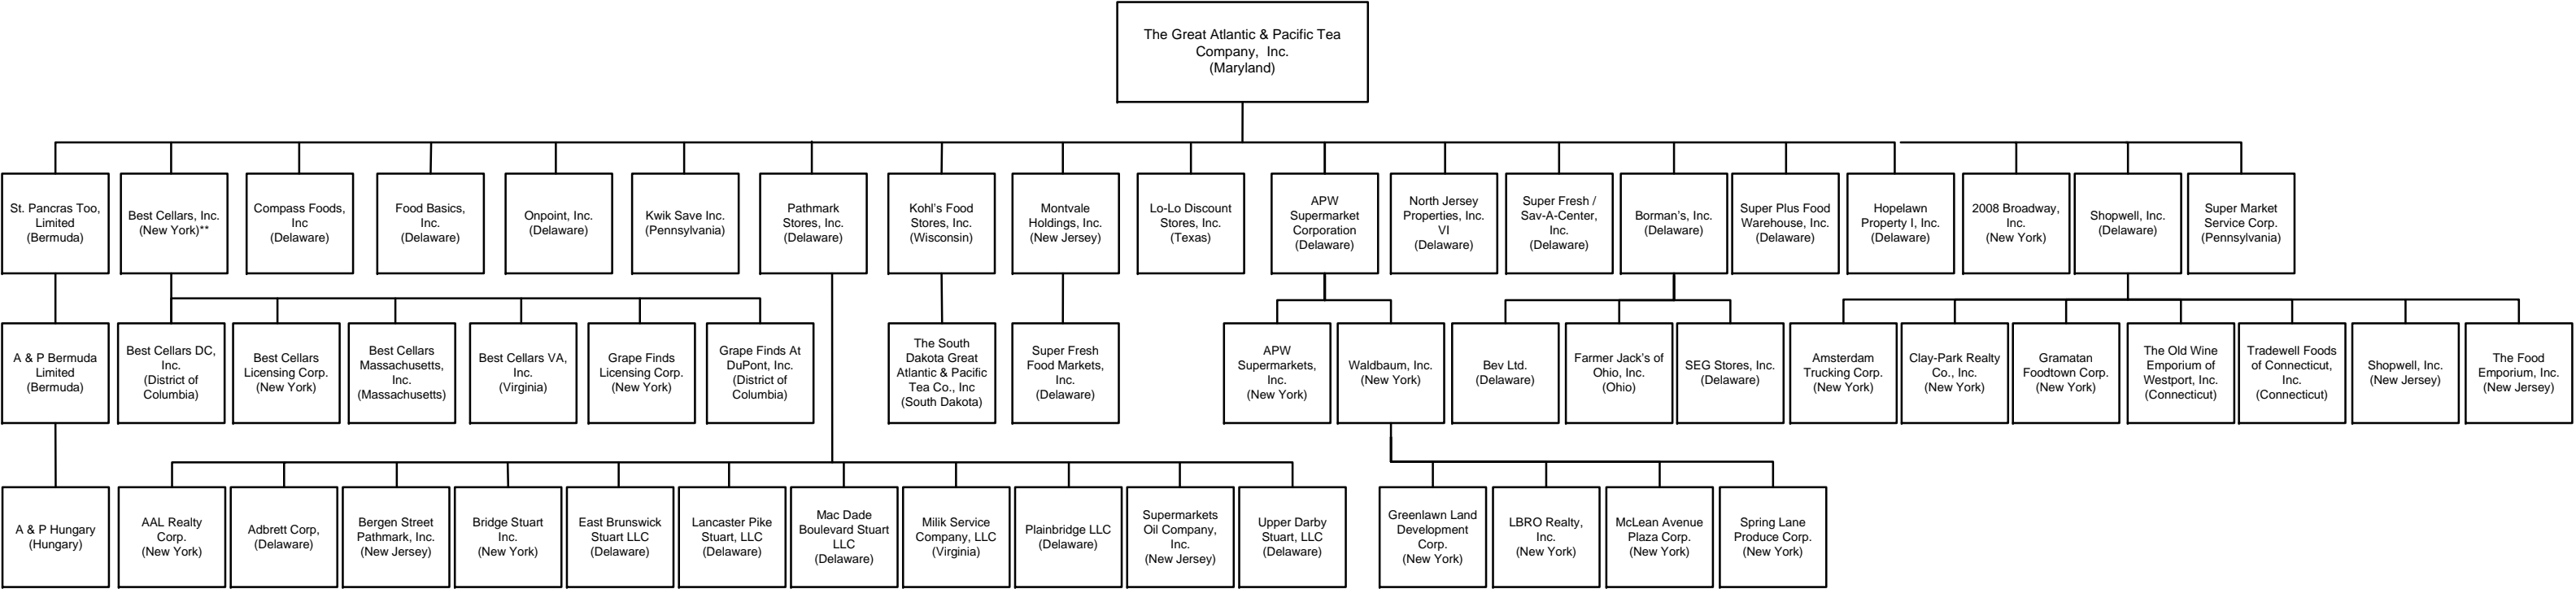 The Great Atlantic & Pacific Tea
Company, Inc.
(Maryland)
St. Pancras Too,
Limited
(Bermuda)
Best Cellars, Inc.
(New York)**
Compass Foods,
Inc
(Delaware)
Food Basics,
Inc.
(Delaware)
Onpoint, Inc.
(Delaware)
Kwik Save Inc.
(Pennsylvania)
Pathmark
Stores, Inc.
(Delaware)
Kohl's Food
Stores, Inc.
(Wisconsin)
Montvale
Holdings, Inc.
(New Jersey)
Lo-Lo Discount
Stores, Inc.
(Texas)
APW
Supermarket
Corporation
(Delaware)
North Jersey
Properties, Inc.
VI
(Delaware)
Super Fresh /
Sav-A-Center,
Inc.
(Delaware)
Borman's, Inc.
(Delaware)
Super Plus Food
Warehouse, Inc.
(Delaware)
Hopelawn
Property I, Inc.
(Delaware)
2008 Broadway,
Inc.
(New York)
Shopwell, Inc.
(Delaware)
Super Market
Service Corp.
(Pennsylvania)
A & P Bermuda
Limited
(Bermuda)
Best Cellars DC,
Inc.
(District of
Columbia)
Best Cellars
Licensing Corp.
(New York)
Best Cellars
Massachusetts,
Inc.
(Massachusetts)
Best Cellars VA,
Inc.
(Virginia)
Grape Finds
Licensing Corp.
(New York)
Grape Finds At
DuPont, Inc.
(District of
Columbia)
The South
Dakota Great
Atlantic & Pacific
Tea Co., Inc
(South Dakota)
Super Fresh
Food Markets,
Inc.
(Delaware)
APW
Supermarkets,
Inc.
(New York)
Waldbaum, Inc.
(New York)
Bev Ltd.
(Delaware)
Farmer Jack's of
Ohio, Inc.
(Ohio)
SEG Stores, Inc.
(Delaware)
Amsterdam
Trucking Corp.
(New York)
Clay-Park Realty
Co., Inc.
(New York)
Gramatan
Foodtown Corp.
(New York)
The Old Wine
Emporium of
Westport, Inc.
(Connecticut)
Tradewell Foods
of Connecticut,
Inc.
(Connecticut)
Shopwell, Inc.
(New Jersey)
The Food
Emporium, Inc.
(New Jersey)
A & P Hungary
(Hungary)
AAL Realty
Corp.
(New York)
Adbrett Corp,
(Delaware)
Bergen Street
Pathmark, Inc.
(New Jersey)
Bridge Stuart
Inc.
(New York)
East Brunswick
Stuart LLC
(Delaware)
Lancaster Pike
Stuart, LLC
(Delaware)
Mac Dade
Boulevard Stuart
LLC
(Delaware)
Milik Service
Company, LLC
(Virginia)
Plainbridge LLC
(Delaware)
Supermarkets
Oil Company,
Inc.
(New Jersey)
Upper Darby
Stuart, LLC
(Delaware)
Greenlawn Land
Development
Corp.
(New York)
LBRO Realty,
Inc.
(New York)
McLean Avenue
Plaza Corp.
(New York)
Spring Lane
Produce Corp.
(New York)